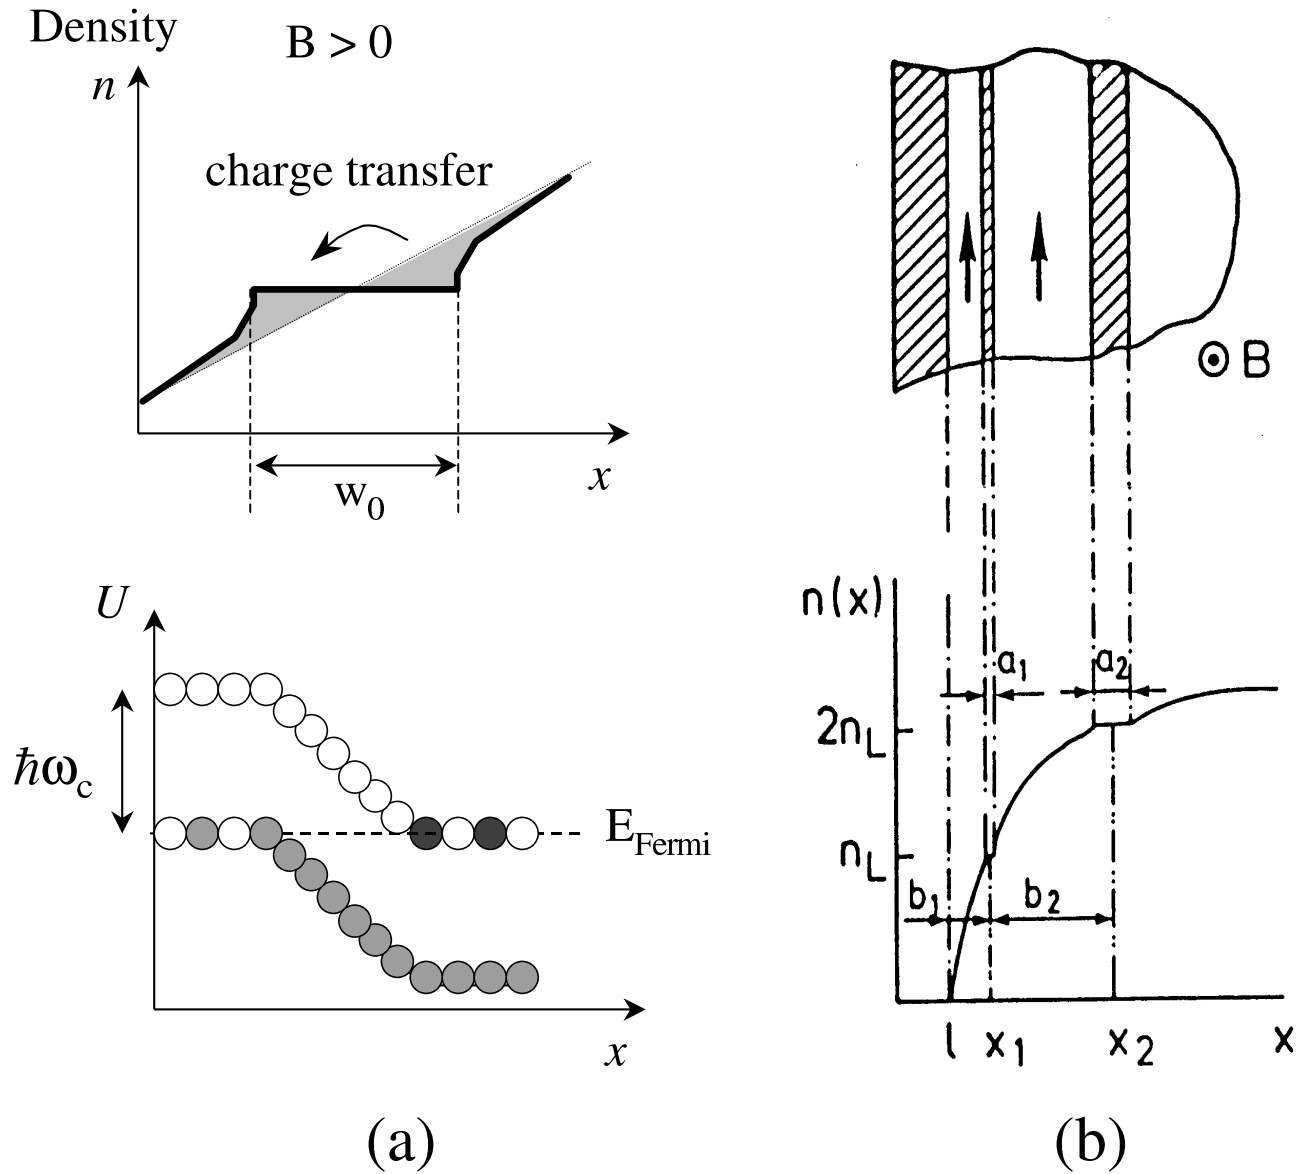 Density
n
B > 0
charge transfer
w0
x
U
ħωc
EFermi
x
(a)
B
n(x)
a1
a2
2nL
nL
b1
b2
l
x1
x2
x
(b)